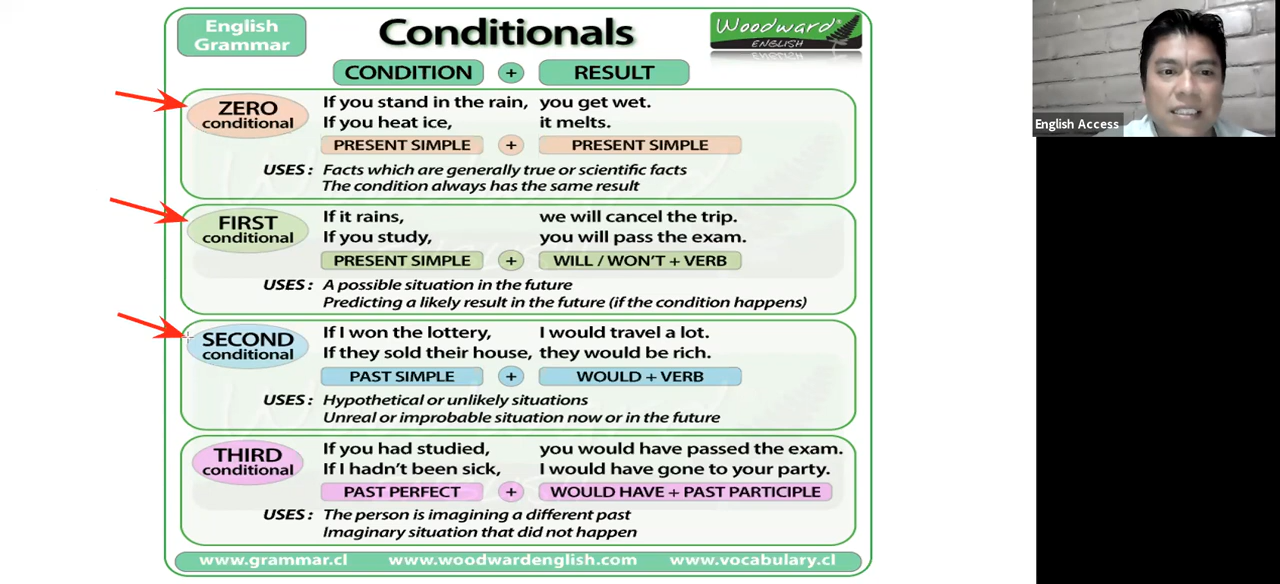 English
Grammar
Conditionals
Woodward
ENGLISH
CONDITION + RESULT
ZERO
conditional
If you stand in the rain, you get wet.
If you heat ice, it melts.
PRESENT SIMPLE + PRESENT SIMPLE
USES: Facts which are generally true or scientific facts
The condition always has the same result
FIRST
conditional
If it rains, we will cancel the trip.
If you study, you will pass the exam.
PRESENT SIMPLE + WILL / WON'T + VERB
USES: A possible situation in the future
Predicting a likely result in the future (if the condition happens)
SECOND
conditional
If I won the lottery, I would travel a lot.
If they sold their house, they would be rich.
PAST SIMPLE + WOULD + VERB
USES: Hypothetical or unlikely situations
Unreal or improbable situation now or in the future
THIRD
conditional
If you had studied, you would have passed the exam.
If I hadn't been sick, I would have gone to your party.
PAST PERFECT + WOULD HAVE + PAST PARTICIPLE
USES: The person is imagining a different past
Imaginary situation that did not happen
www.grammar.cl www.woodwardenglish.com www.vocabulary.cl
English Access